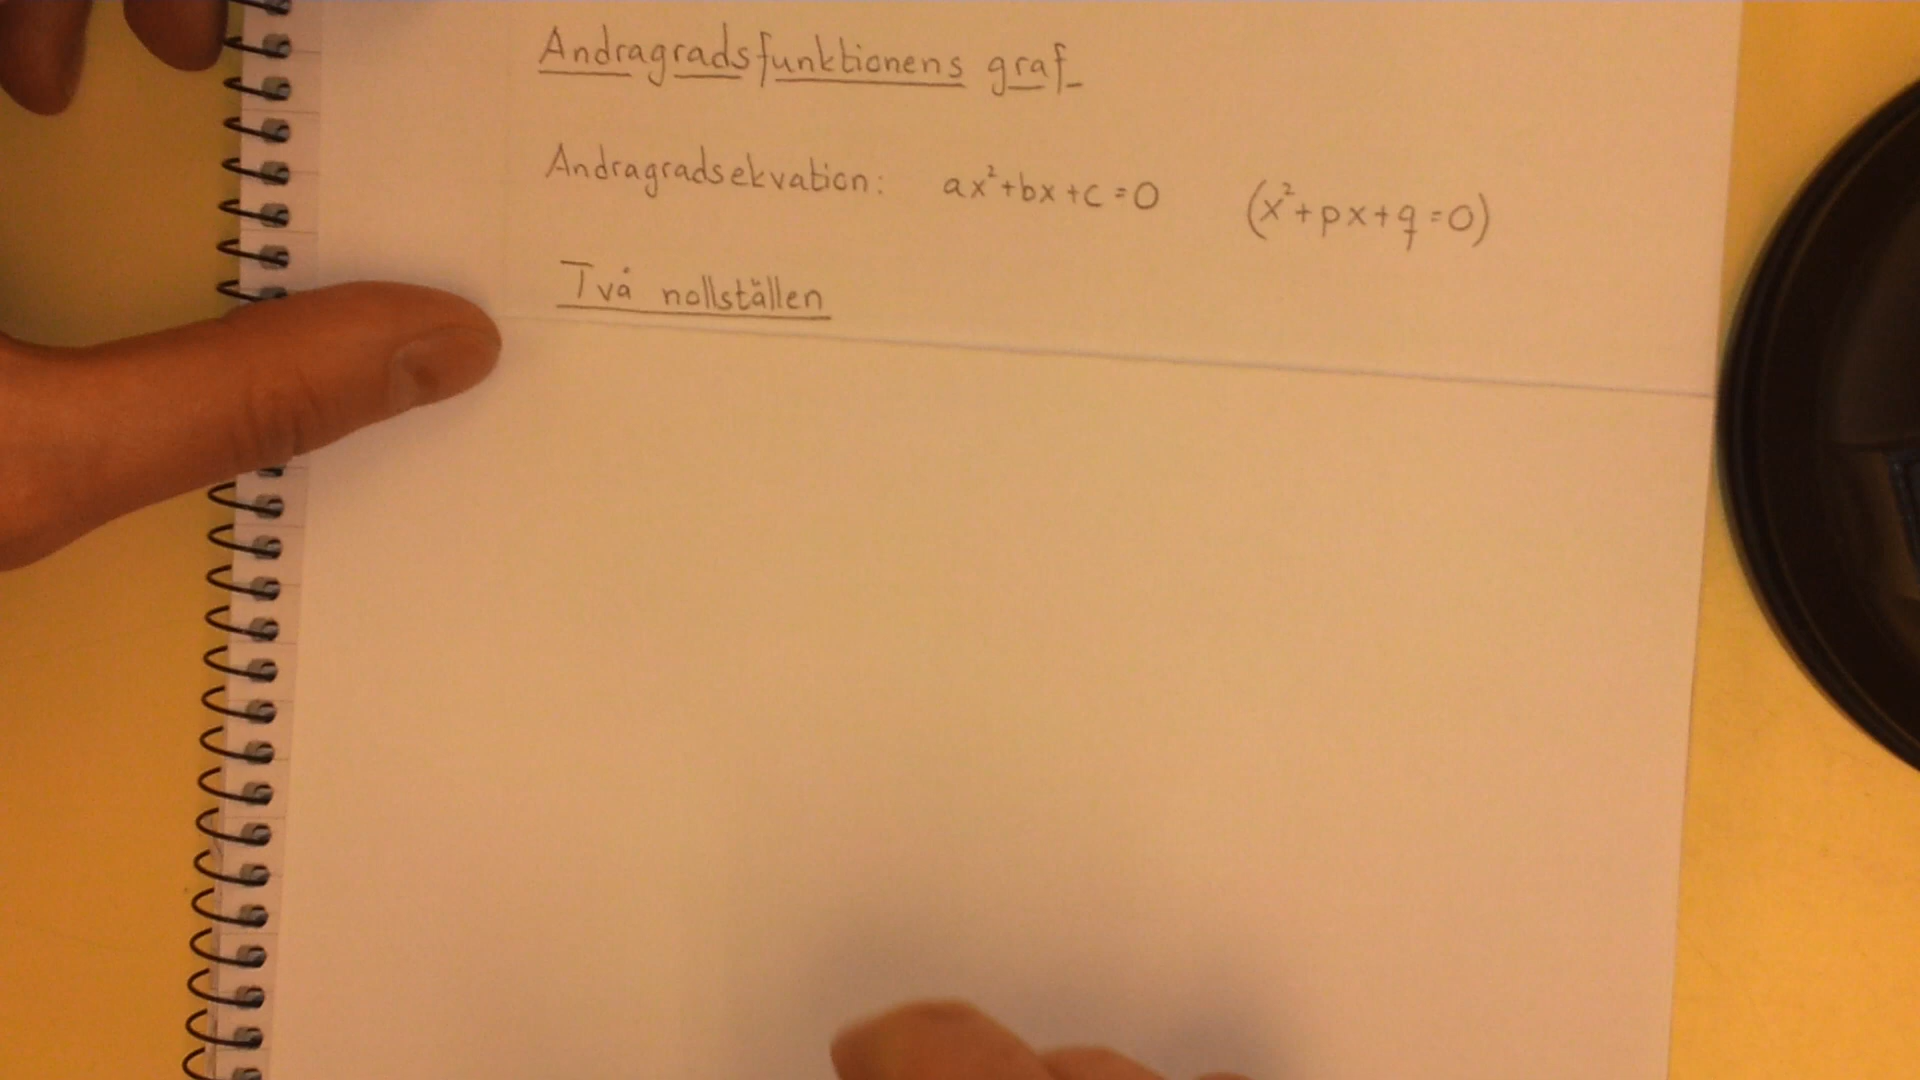 Andragradsfunktionens graf
Andragradsekvation: ax²+bx+c=0 (x²+px+q=0)
Två nollställen